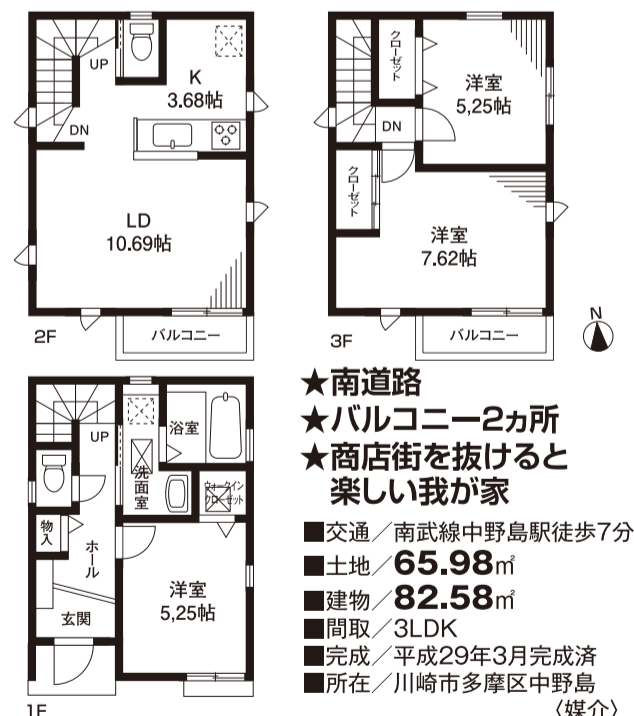 UP
K
3.68帖
DN
LD
10.69帖
バルコニー
2F
クローゼット
洋室
5,25帖
DN
クローゼット
洋室
7.62帖
バルコニー
3F
N
UP
浴室
洗面室
ウォークイン
クローゼット
物入
ホール
洋室
5,25帖
玄関
1F
★南道路
★バルコニー2ヵ所
★商店街を抜けると
楽しい我が家
■交通／南武線中野島駅徒歩7分
■土地／65.98㎡
■建物／82.58㎡
■間取／3LDK
■完成／平成29年3月完成済
■所在／川崎市多摩区中野島
〈媒介〉